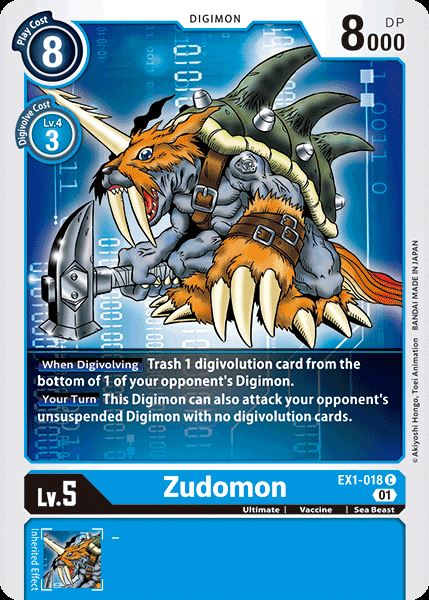 DIGIMON
Play Cost
8
DP
8000
Digivolve Cost
Lv.4
3
When Digivolving Trash 1 digivolution card from the
bottom of 1 of your opponent's Digimon.
Your Turn This Digimon can also attack your opponent's
unsuspended Digimon with no digivolution cards.
©Akiyoshi Hongo, Toei Animation BANDAI MADE IN JAPAN
Lv.5
Zudomon
EX1-018 C
01
Ultimate | Vaccine | Sea Beast
Inherited Effect
-